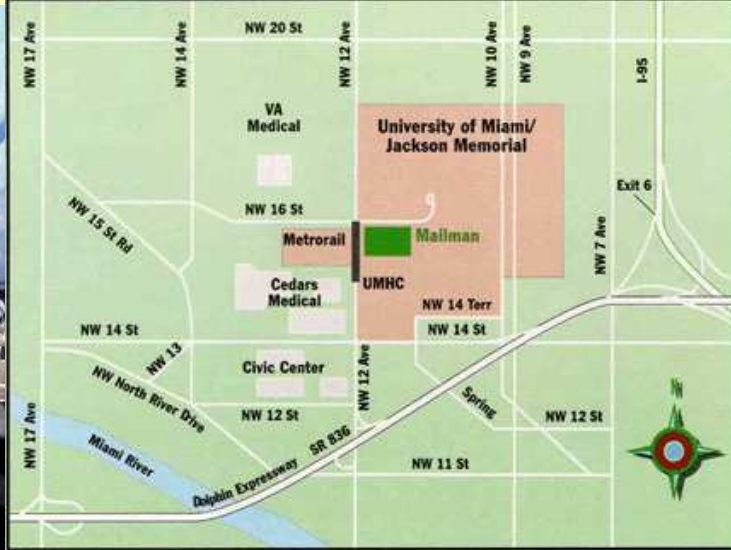 NW 17 Ave
NW 14 Ave
NW 20 St
NW 12 Ave
NW 10 Ave
NW 9 Ave
I-95
VA
Medical
University of Miami/
Jackson Memorial
Exit 6
NW 15 St Rd
NW 16 St
Metrorail
Mailman
NW 7 Ave
Cedars
Medical
UMHC
NW 14 Terr
NW 14 St
NW 14 St
NW 13
Civic Center
NW 12 Ave
NW North River Drive
NW 12 St
Spring
NW 12 St
NW 17 Ave
Miami River
Dolphin Expressway
SR 836
NW 11 St
N